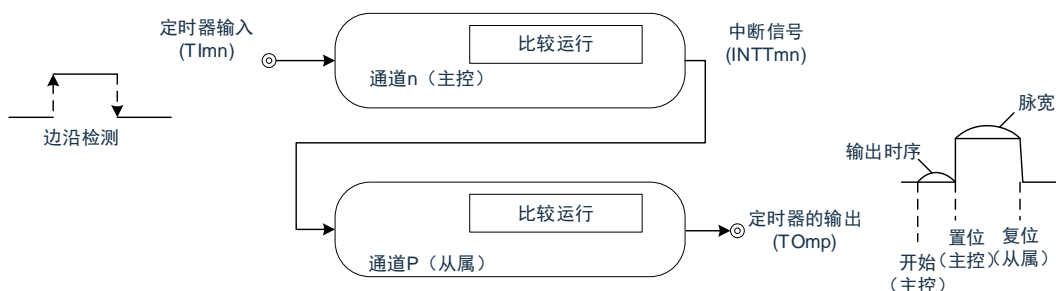 定时器输入
(TImn)
比较运行
通道n（主控）
中断信号
(INTTmn)
边沿检测
脉宽
输出时序
比较运行
通道P（从属）
定时器的输出
(TOmp)
开始
（主控）
置位
（主控）
复位
（从属）